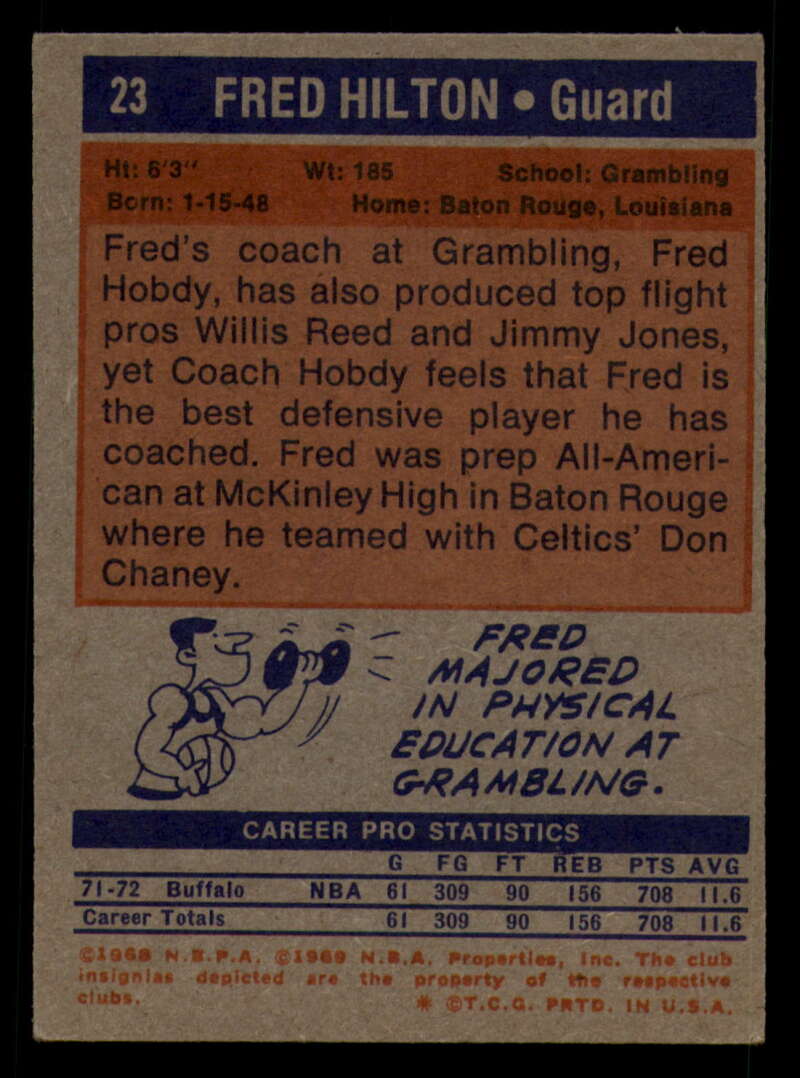 23 FRED HILTON • Guard
Ht: 6'3" Wt: 185 School: Grambling
Born: 1-15-48 Home: Baton Rouge, Louisiana
Fred's coach at Grambling, Fred
Hobdy, has also produced top flight
pros Willis Reed and Jimmy Jones,
yet Coach Hobdy feels that Fred is
the best defensive player he has
coached. Fred was prep All-Ameri-
can at McKinley High in Baton Rouge
where he teamed with Celtics' Don
Chaney.
FRED
MAJORED
IN PHYSICAL
EDUCATION AT
GRAMBLING.
CAREER PRO STATISTICS
G FG FT REB PTS AVG
71-72 Buffalo NBA 61 309 90 156 708 11.6
Career Totals 61 309 90 156 708 11.6
©1968 N.B.P.A. ©1969 N.B.A. Properties, Inc. The club
insignias depicted are the property of the respective
clubs. * ©T.C.G. PRTD. IN U.S.A.